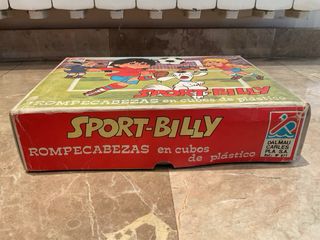 SPORT-BILLY
ROMPECABEZAS en cubos de plástico
SPORT-BILLY
ROMPECABEZAS en cubos
de plástico
DALMAU
CARLES
PLA. S.A.